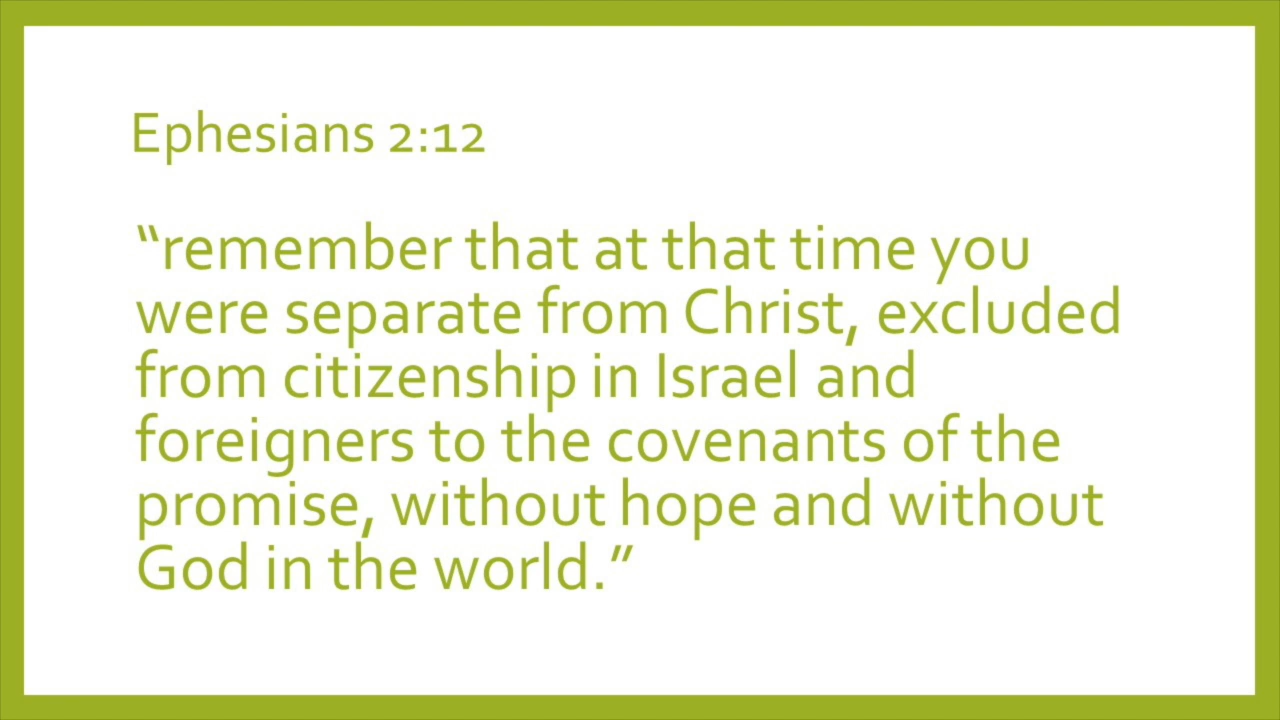 Ephesians 2:12
“remember that at that time you
were separate from Christ, excluded
from citizenship in Israel and
foreigners to the covenants of the
promise, without hope and without
God in the world.”